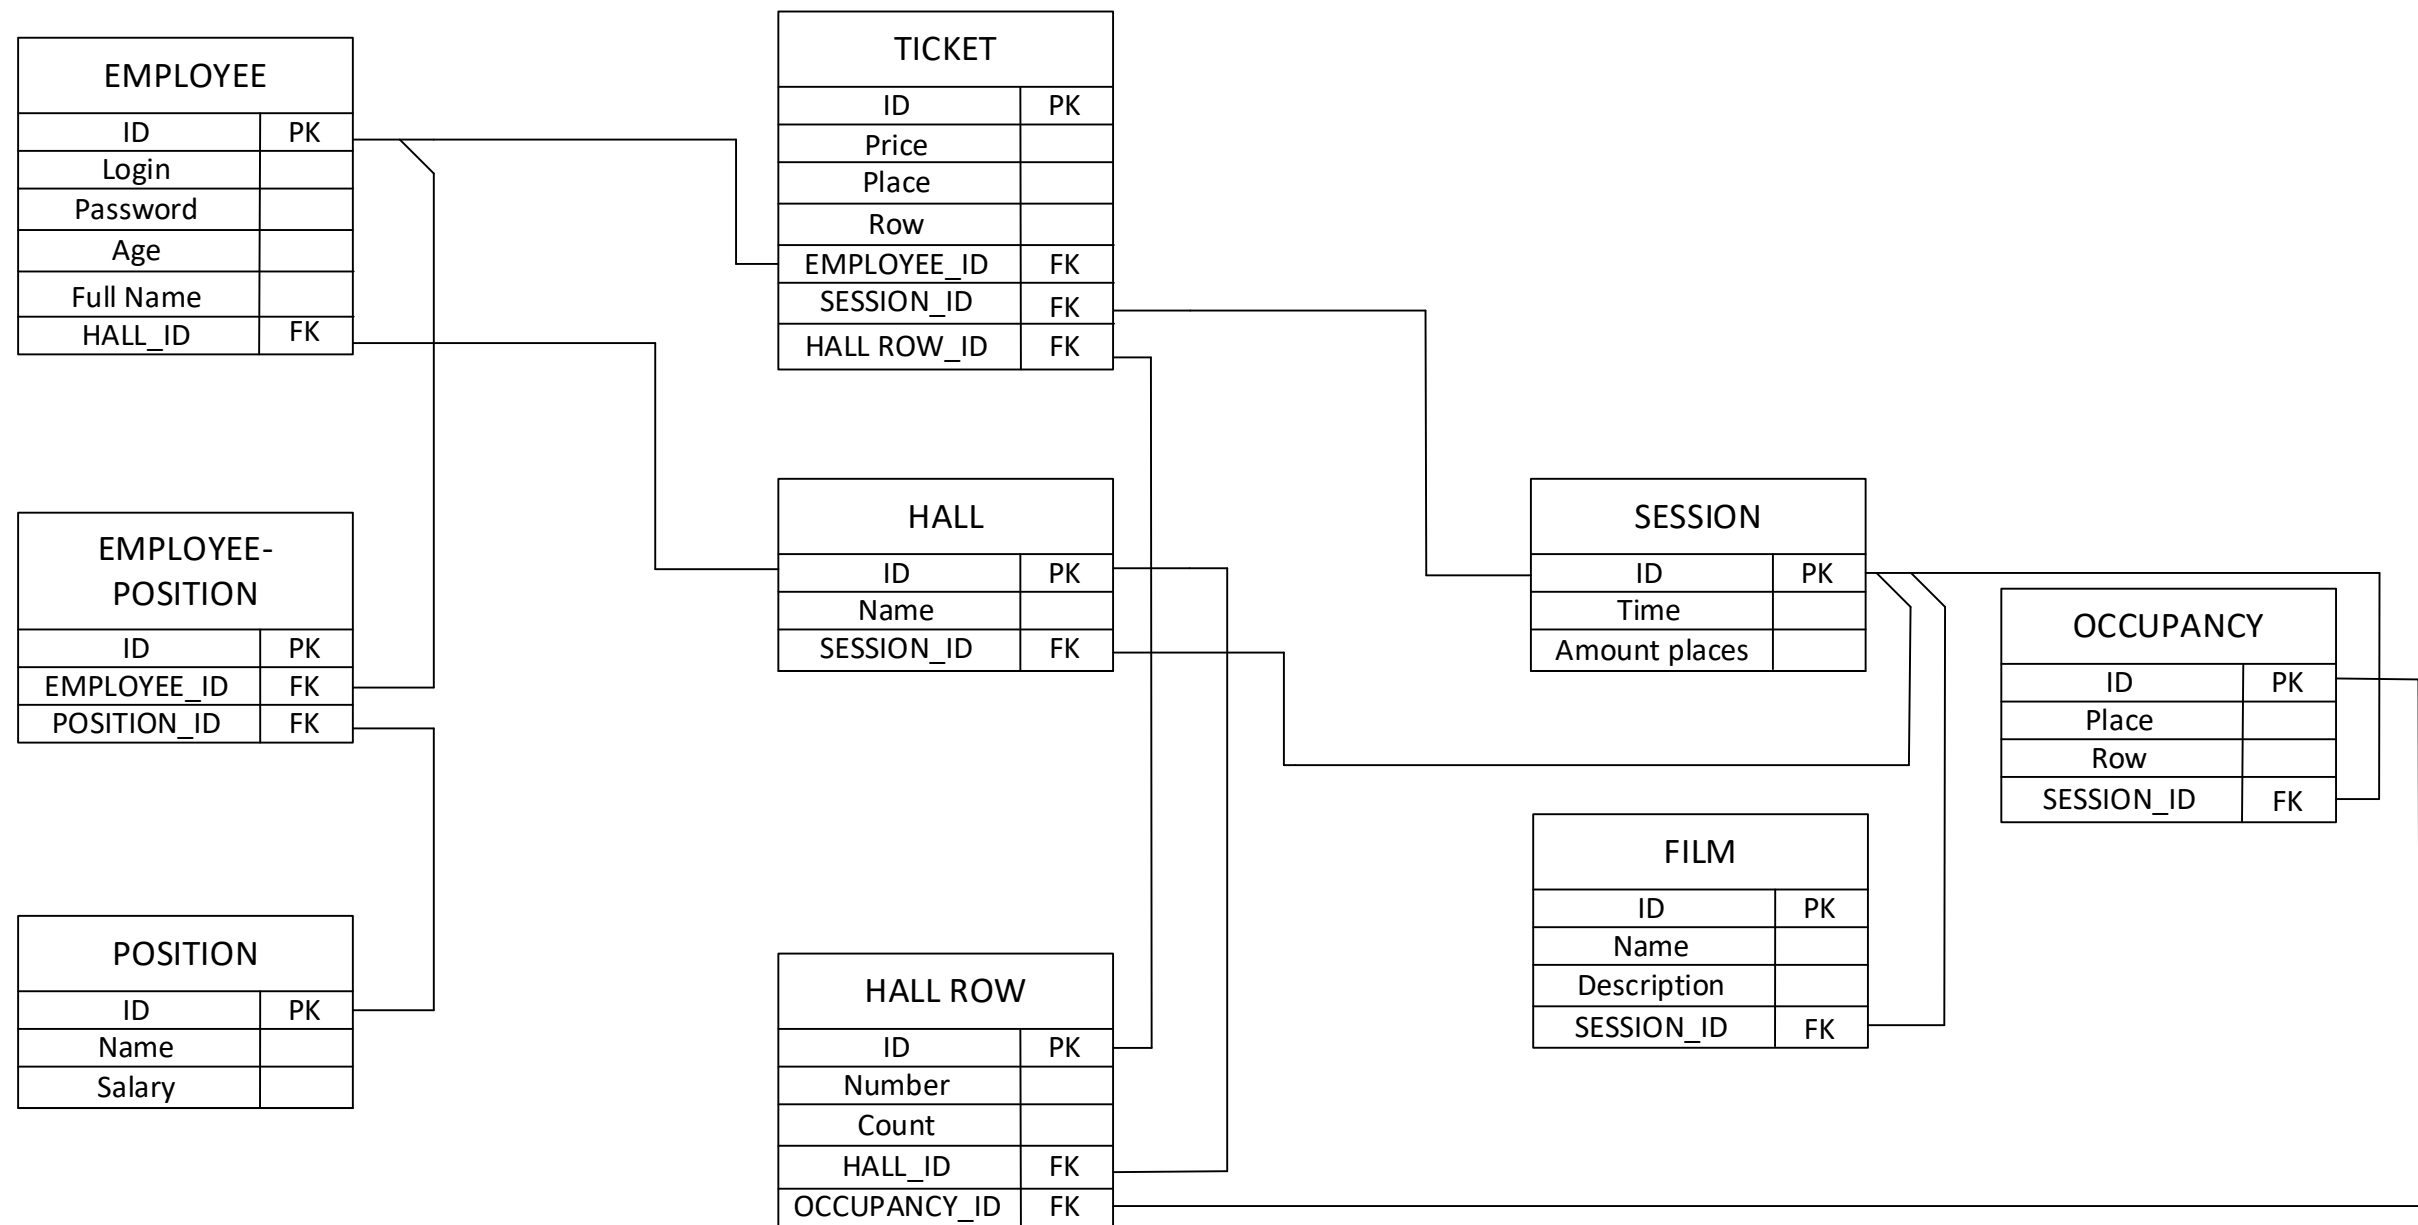 EMPLOYEE
ID PK
Login
Password
Age
Full Name
HALL_ID FK
EMPLOYEE-
POSITION
ID PK
EMPLOYEE_ID FK
POSITION_ID FK
POSITION
ID PK
Name
Salary
TICKET
ID PK
Price
Place
Row
EMPLOYEE_ID FK
SESSION_ID FK
HALL ROW_ID FK
HALL
ID PK
Name
SESSION_ID FK
HALL ROW
ID PK
Number
Count
HALL_ID FK
OCCUPANCY_ID FK
SESSION
ID PK
Time
Amount places
FILM
ID PK
Name
Description
SESSION_ID FK
OCCUPANCY
ID PK
Place
Row
SESSION_ID FK